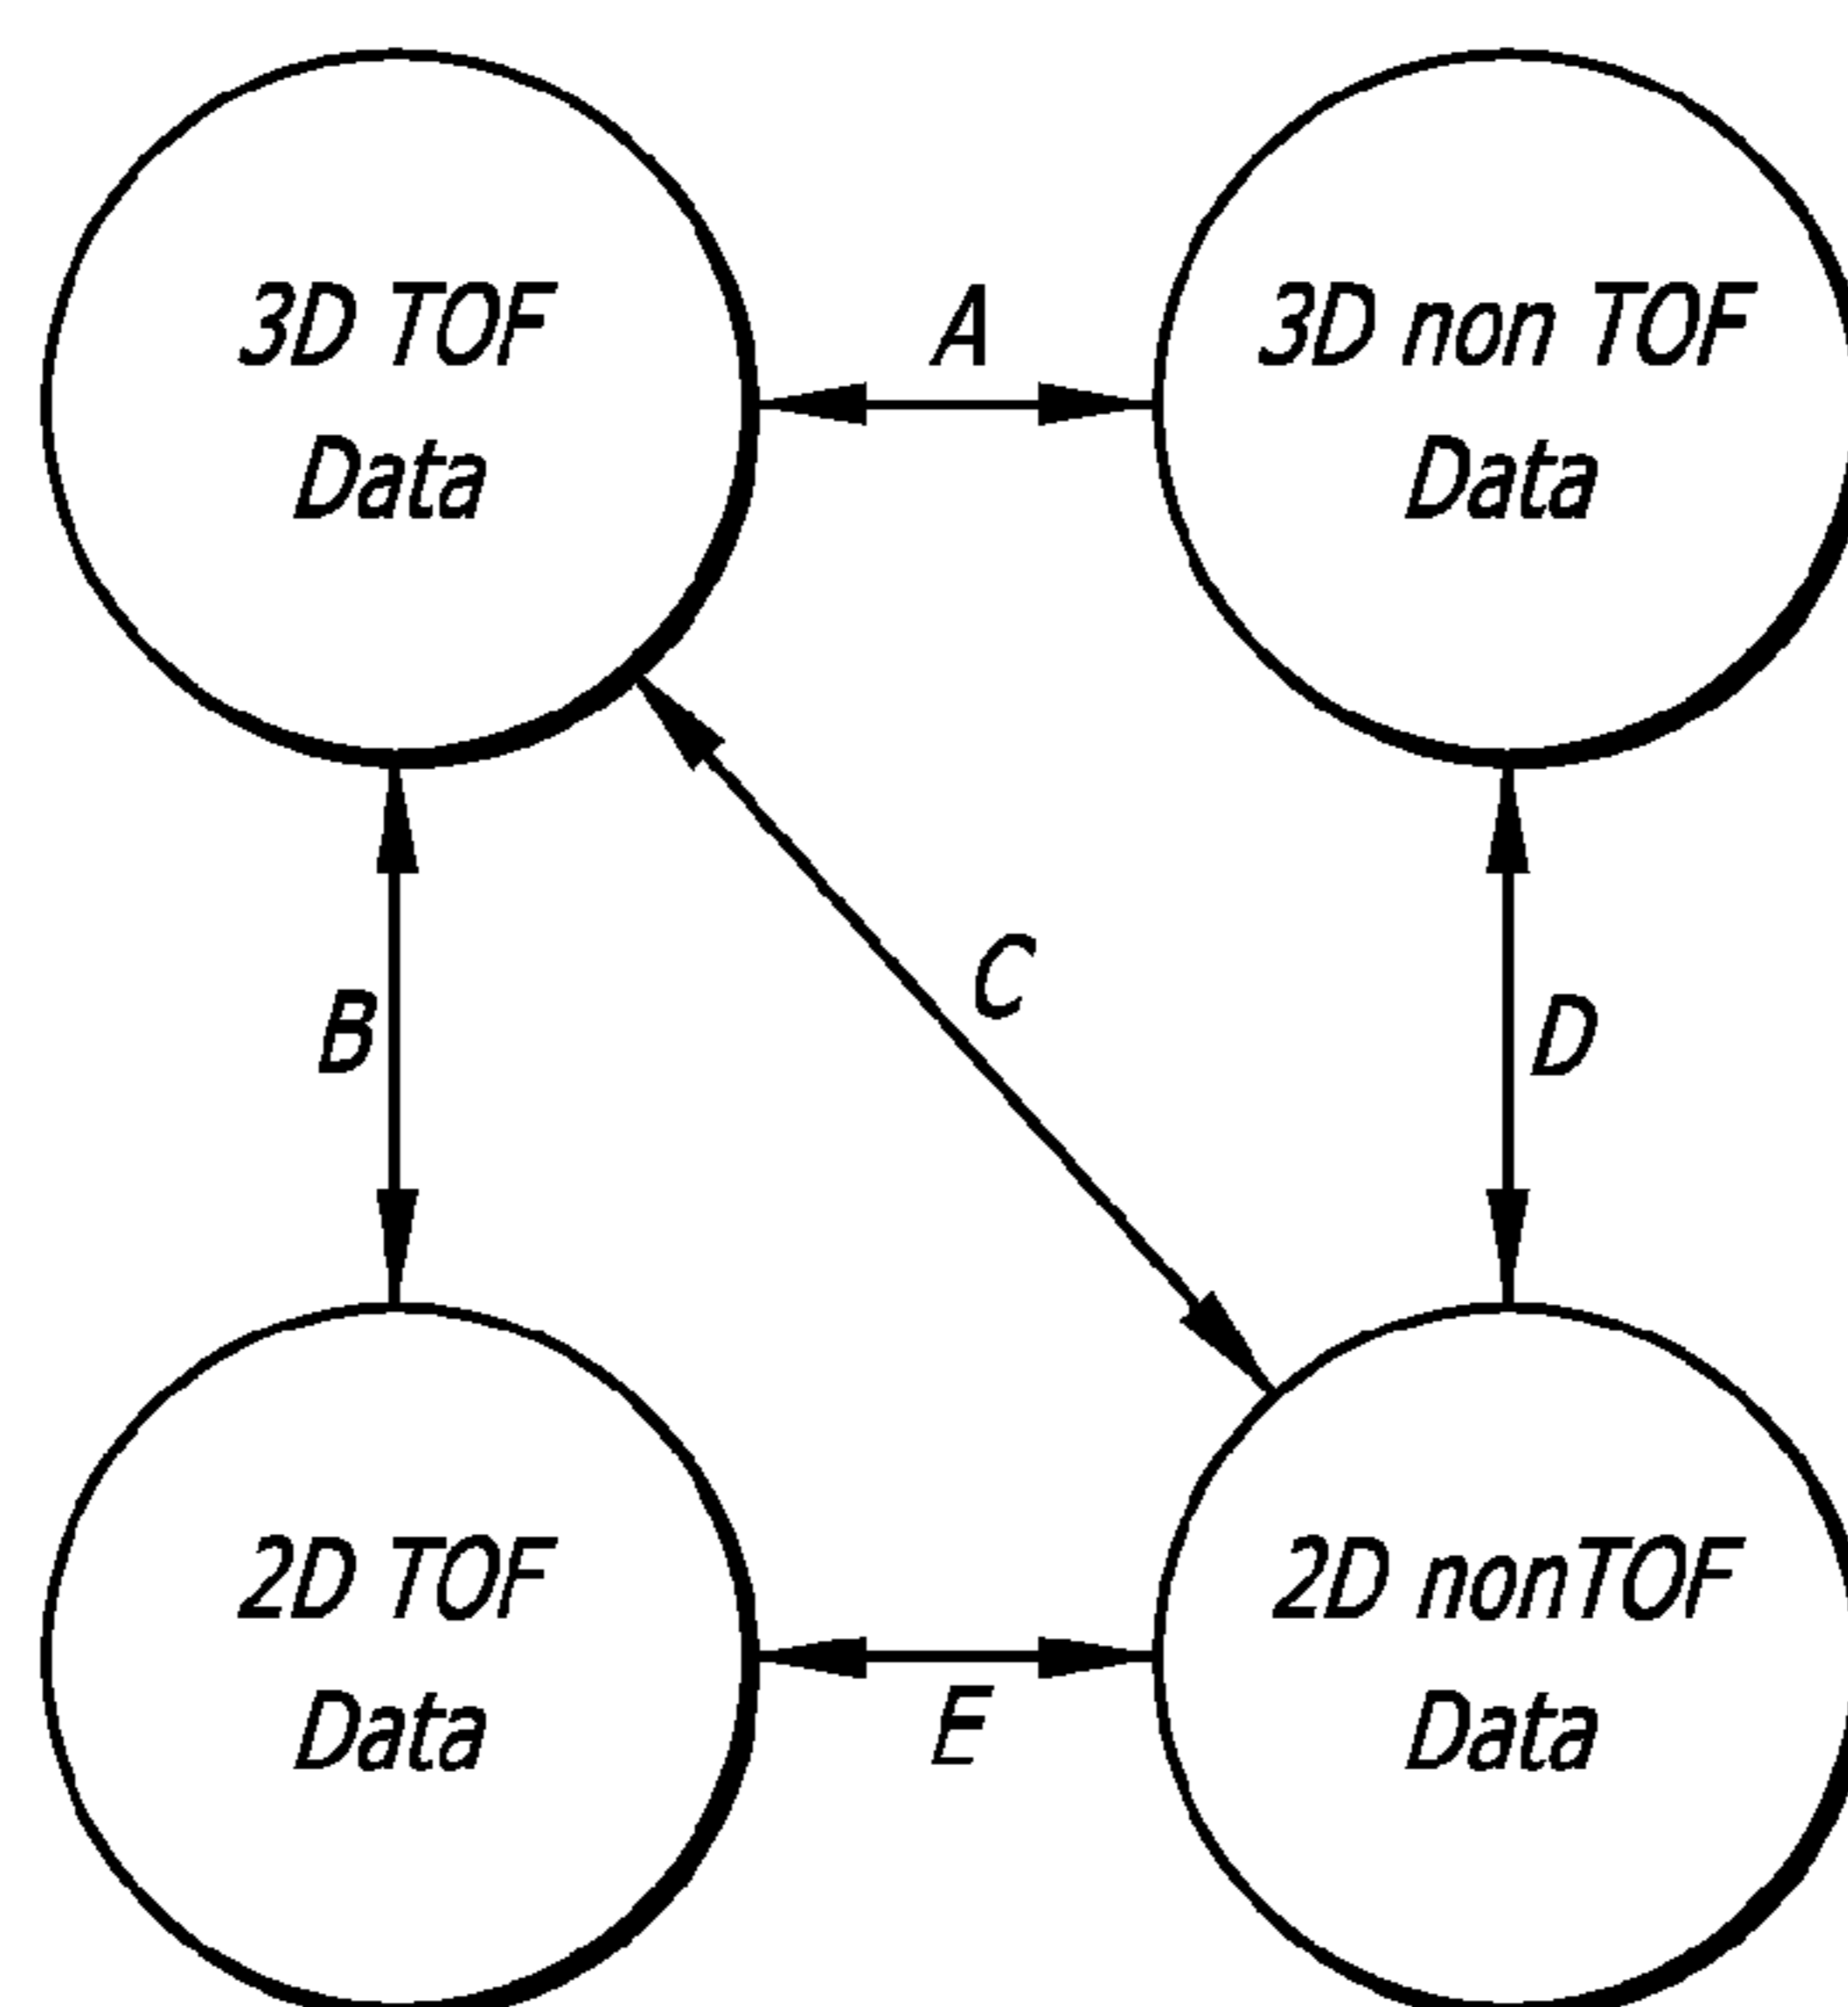 3D TOF
Data
A
3D non TOF
Data
B
C
D
2D TOF
Data
E
2D nonTOF
Data